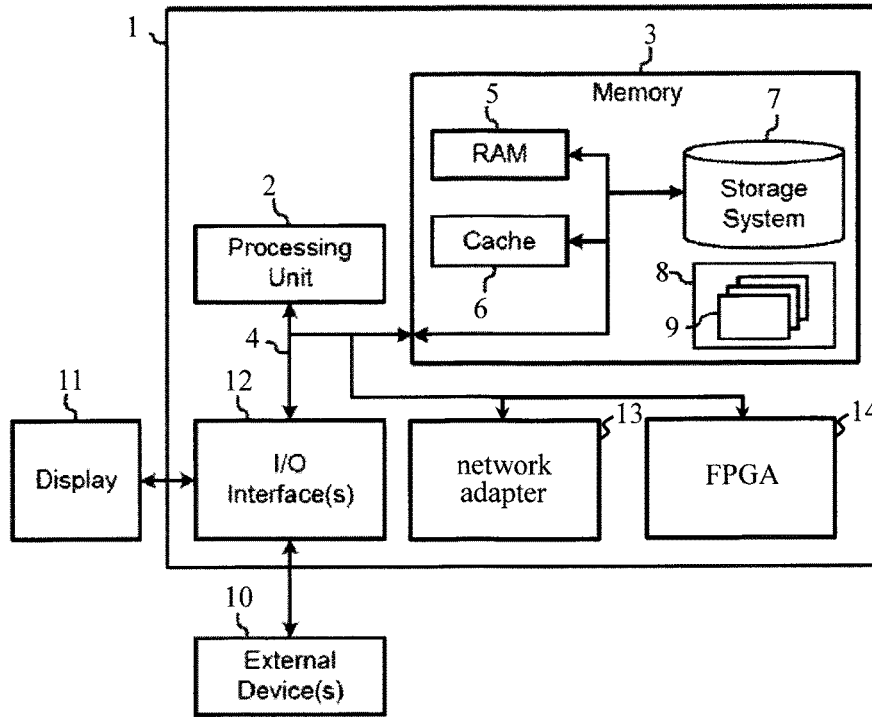 1
3
Memory
5
RAM
7
Storage
System
2
Processing
Unit
Cache
6
8
9
4
11
Display
12
I/O
Interface(s)
13
network
adapter
14
FPGA
10
External
Device(s)